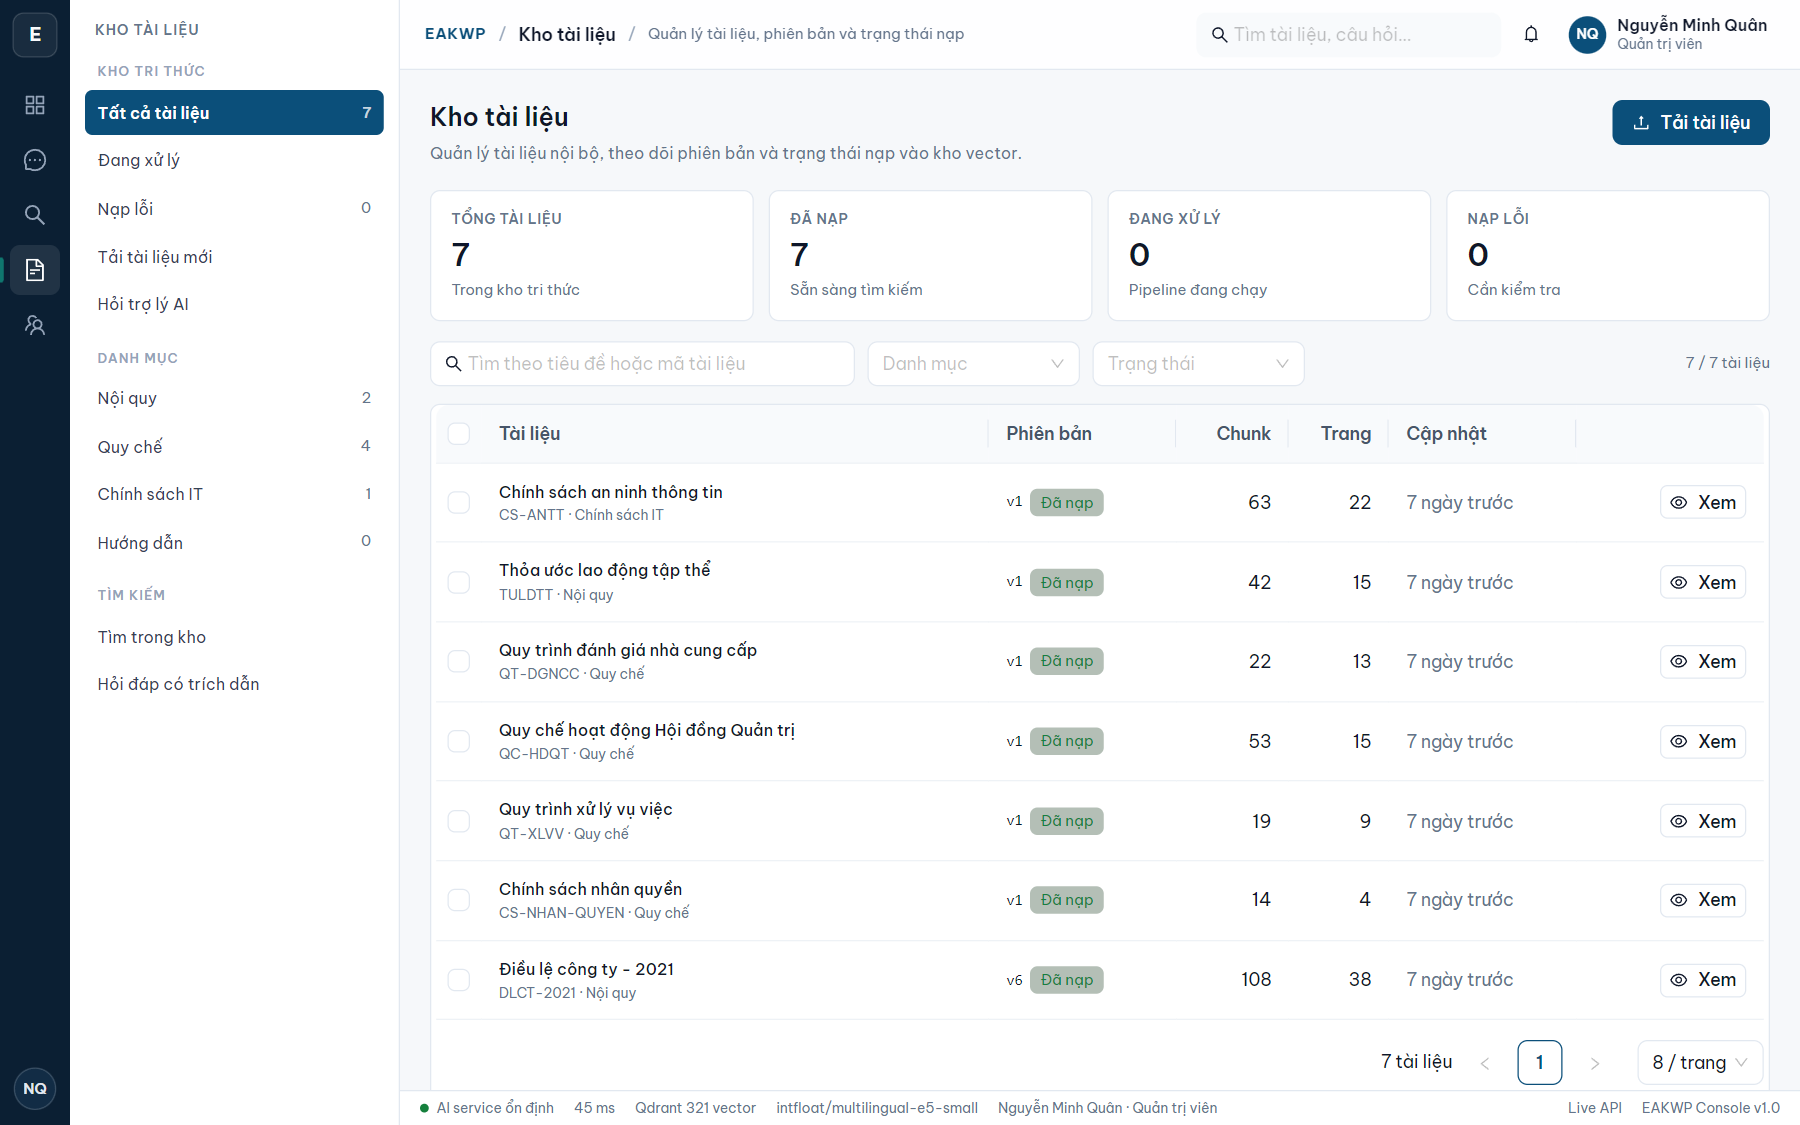 E
KHO TÀI LIỆU
KHO TRI THỨC
Tất cả tài liệu 7
Đang xử lý
Nạp lỗi 0
Tải tài liệu mới
Hỏi trợ lý AI
DANH MỤC
Nội quy 2
Quy chế 4
Chính sách IT 1
Hướng dẫn 0
TÌM KIẾM
Tìm trong kho
Hỏi đáp có trích dẫn
NQ
EAKWP / Kho tài liệu / Quản lý tài liệu, phiên bản và trạng thái nạp
Tìm tài liệu, câu hỏi...
NQ
Nguyễn Minh Quân
Quản trị viên
Kho tài liệu
Quản lý tài liệu nội bộ, theo dõi phiên bản và trạng thái nạp vào kho vector.
Tải tài liệu
TỔNG TÀI LIỆU
7
Trong kho tri thức
ĐÃ NẠP
7
Sẵn sàng tìm kiếm
ĐANG XỬ LÝ
0
Pipeline đang chạy
NẠP LỖI
0
Cần kiểm tra
Tìm theo tiêu đề hoặc mã tài liệu
Danh mục
Trạng thái
7 / 7 tài liệu
Tài liệu Phiên bản Chunk Trang Cập nhật
Chính sách an ninh thông tin
CS-ANTT · Chính sách IT
v1 Đã nạp 63 22 7 ngày trước Xem
Thỏa ước lao động tập thể
TULDTT · Nội quy
v1 Đã nạp 42 15 7 ngày trước Xem
Quy trình đánh giá nhà cung cấp
QT-DGNCC · Quy chế
v1 Đã nạp 22 13 7 ngày trước Xem
Quy chế hoạt động Hội đồng Quản trị
QC-HDQT · Quy chế
v1 Đã nạp 53 15 7 ngày trước Xem
Quy trình xử lý vụ việc
QT-XLVV · Quy chế
v1 Đã nạp 19 9 7 ngày trước Xem
Chính sách nhân quyền
CS-NHAN-QUYEN · Quy chế
v1 Đã nạp 14 4 7 ngày trước Xem
Điều lệ công ty - 2021
DLCT-2021 · Nội quy
v6 Đã nạp 108 38 7 ngày trước Xem
7 tài liệu < 1 > 8 / trang
AI service ổn định 45 ms Qdrant 321 vector intfloat/multilingual-e5-small Nguyễn Minh Quân · Quản trị viên Live API EAKWP Console v1.0